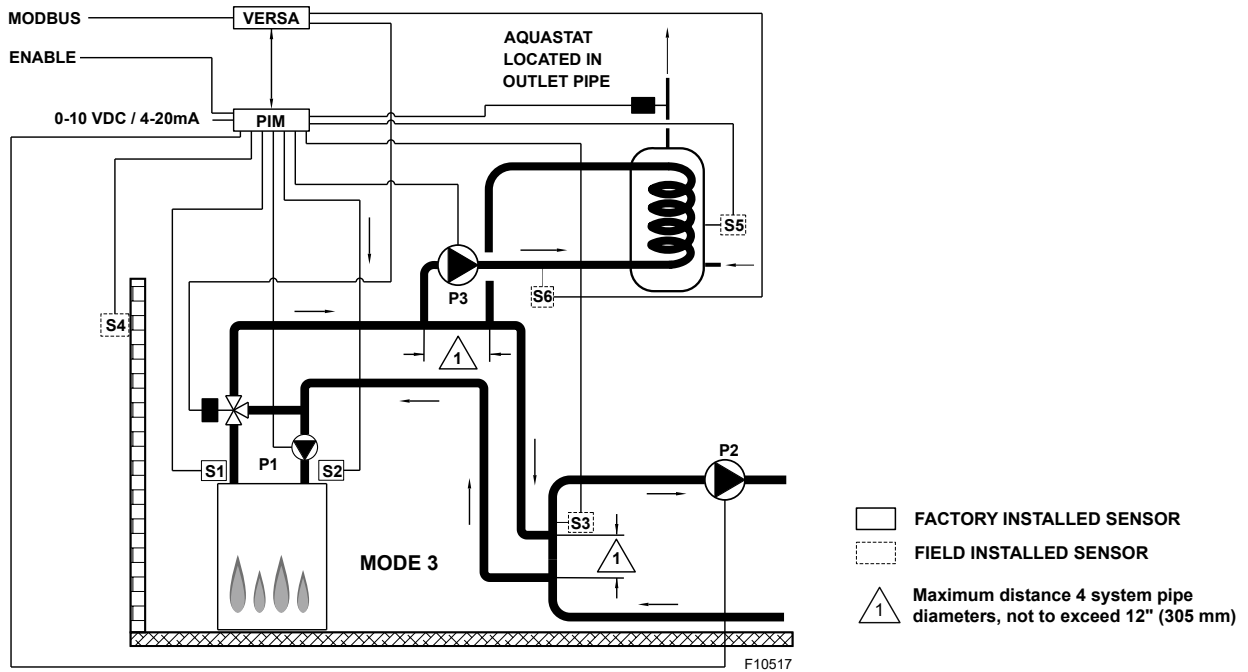 MODBUS
VERSA
ENABLE
AQUASTAT
LOCATED IN
OUTLET PIPE
0-10 VDC / 4-20mA
PIM
S5
P3
S6
S4
1
S1
P1
S2
P2
S3
1
MODE 3
FACTORY INSTALLED SENSOR
FIELD INSTALLED SENSOR
1
Maximum distance 4 system pipe
diameters, not to exceed 12" (305 mm)
F10517